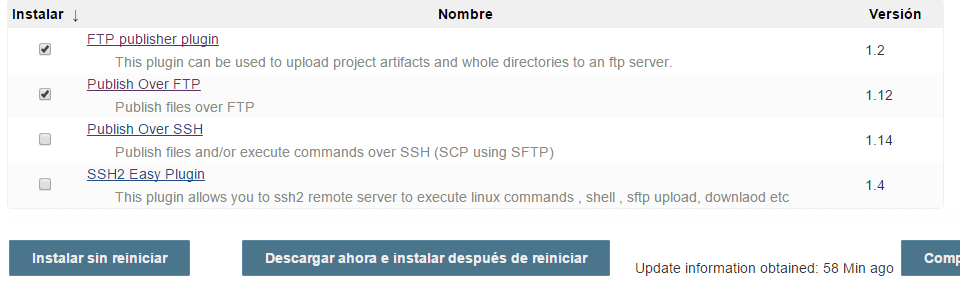 Instalar ↓ Nombre Versión
FTP publisher plugin
This plugin can be used to upload project artifacts and whole directories to an ftp server.
1.2
Publish Over FTP
Publish files over FTP
1.12
Publish Over SSH
Publish files and/or execute commands over SSH (SCP using SFTP)
1.14
SSH2 Easy Plugin
This plugin allows you to ssh2 remote server to execute linux commands , shell , sftp upload, downlaod etc
1.4
Instalar sin reiniciar Descargar ahora e instalar después de reiniciar Update information obtained: 58 Min ago Comp